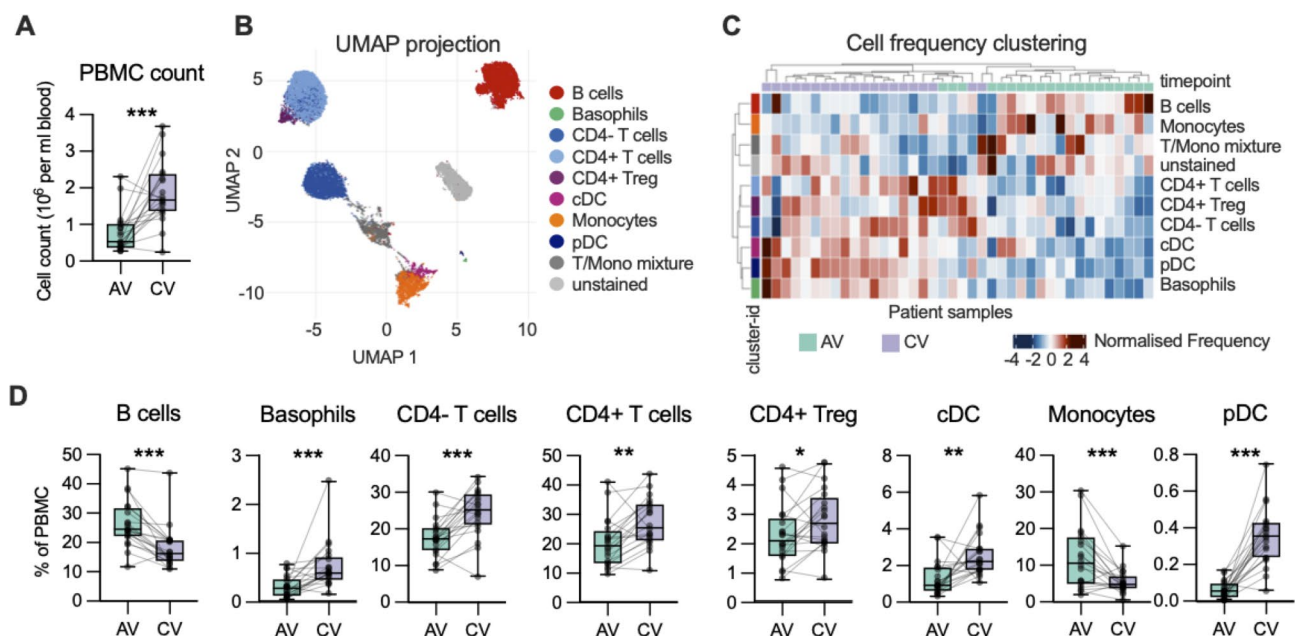 A
PBMC count
***
Cell count (10⁶ per ml blood)
4
3
2
1
0
AV CV
B
UMAP projection
UMAP 2
5
0
-5
-10
-5 0 5 10
UMAP 1
B cells
Basophils
CD4- T cells
CD4+ T cells
CD4+ Treg
cDC
Monocytes
pDC
T/Mono mixture
unstained
C
Cell frequency clustering
timepoint
B cells
Monocytes
T/Mono mixture
unstained
CD4+ T cells
CD4+ Treg
CD4- T cells
cDC
pDC
Basophils
cluster-id
Patient samples
AV CV
-4 -2 0 2 4 Normalised Frequency
D
B cells
***
% of PBMC
50
40
30
20
10
0
AV CV
Basophils
***
3
2
1
0
AV CV
CD4- T cells
***
40
30
20
10
0
AV CV
CD4+ T cells
**
50
40
30
20
10
0
AV CV
CD4+ Treg
*
5
4
3
2
1
0
AV CV
cDC
**
8
6
4
2
0
AV CV
Monocytes
***
40
30
20
10
0
AV CV
pDC
***
0.8
0.6
0.4
0.2
0.0
AV CV